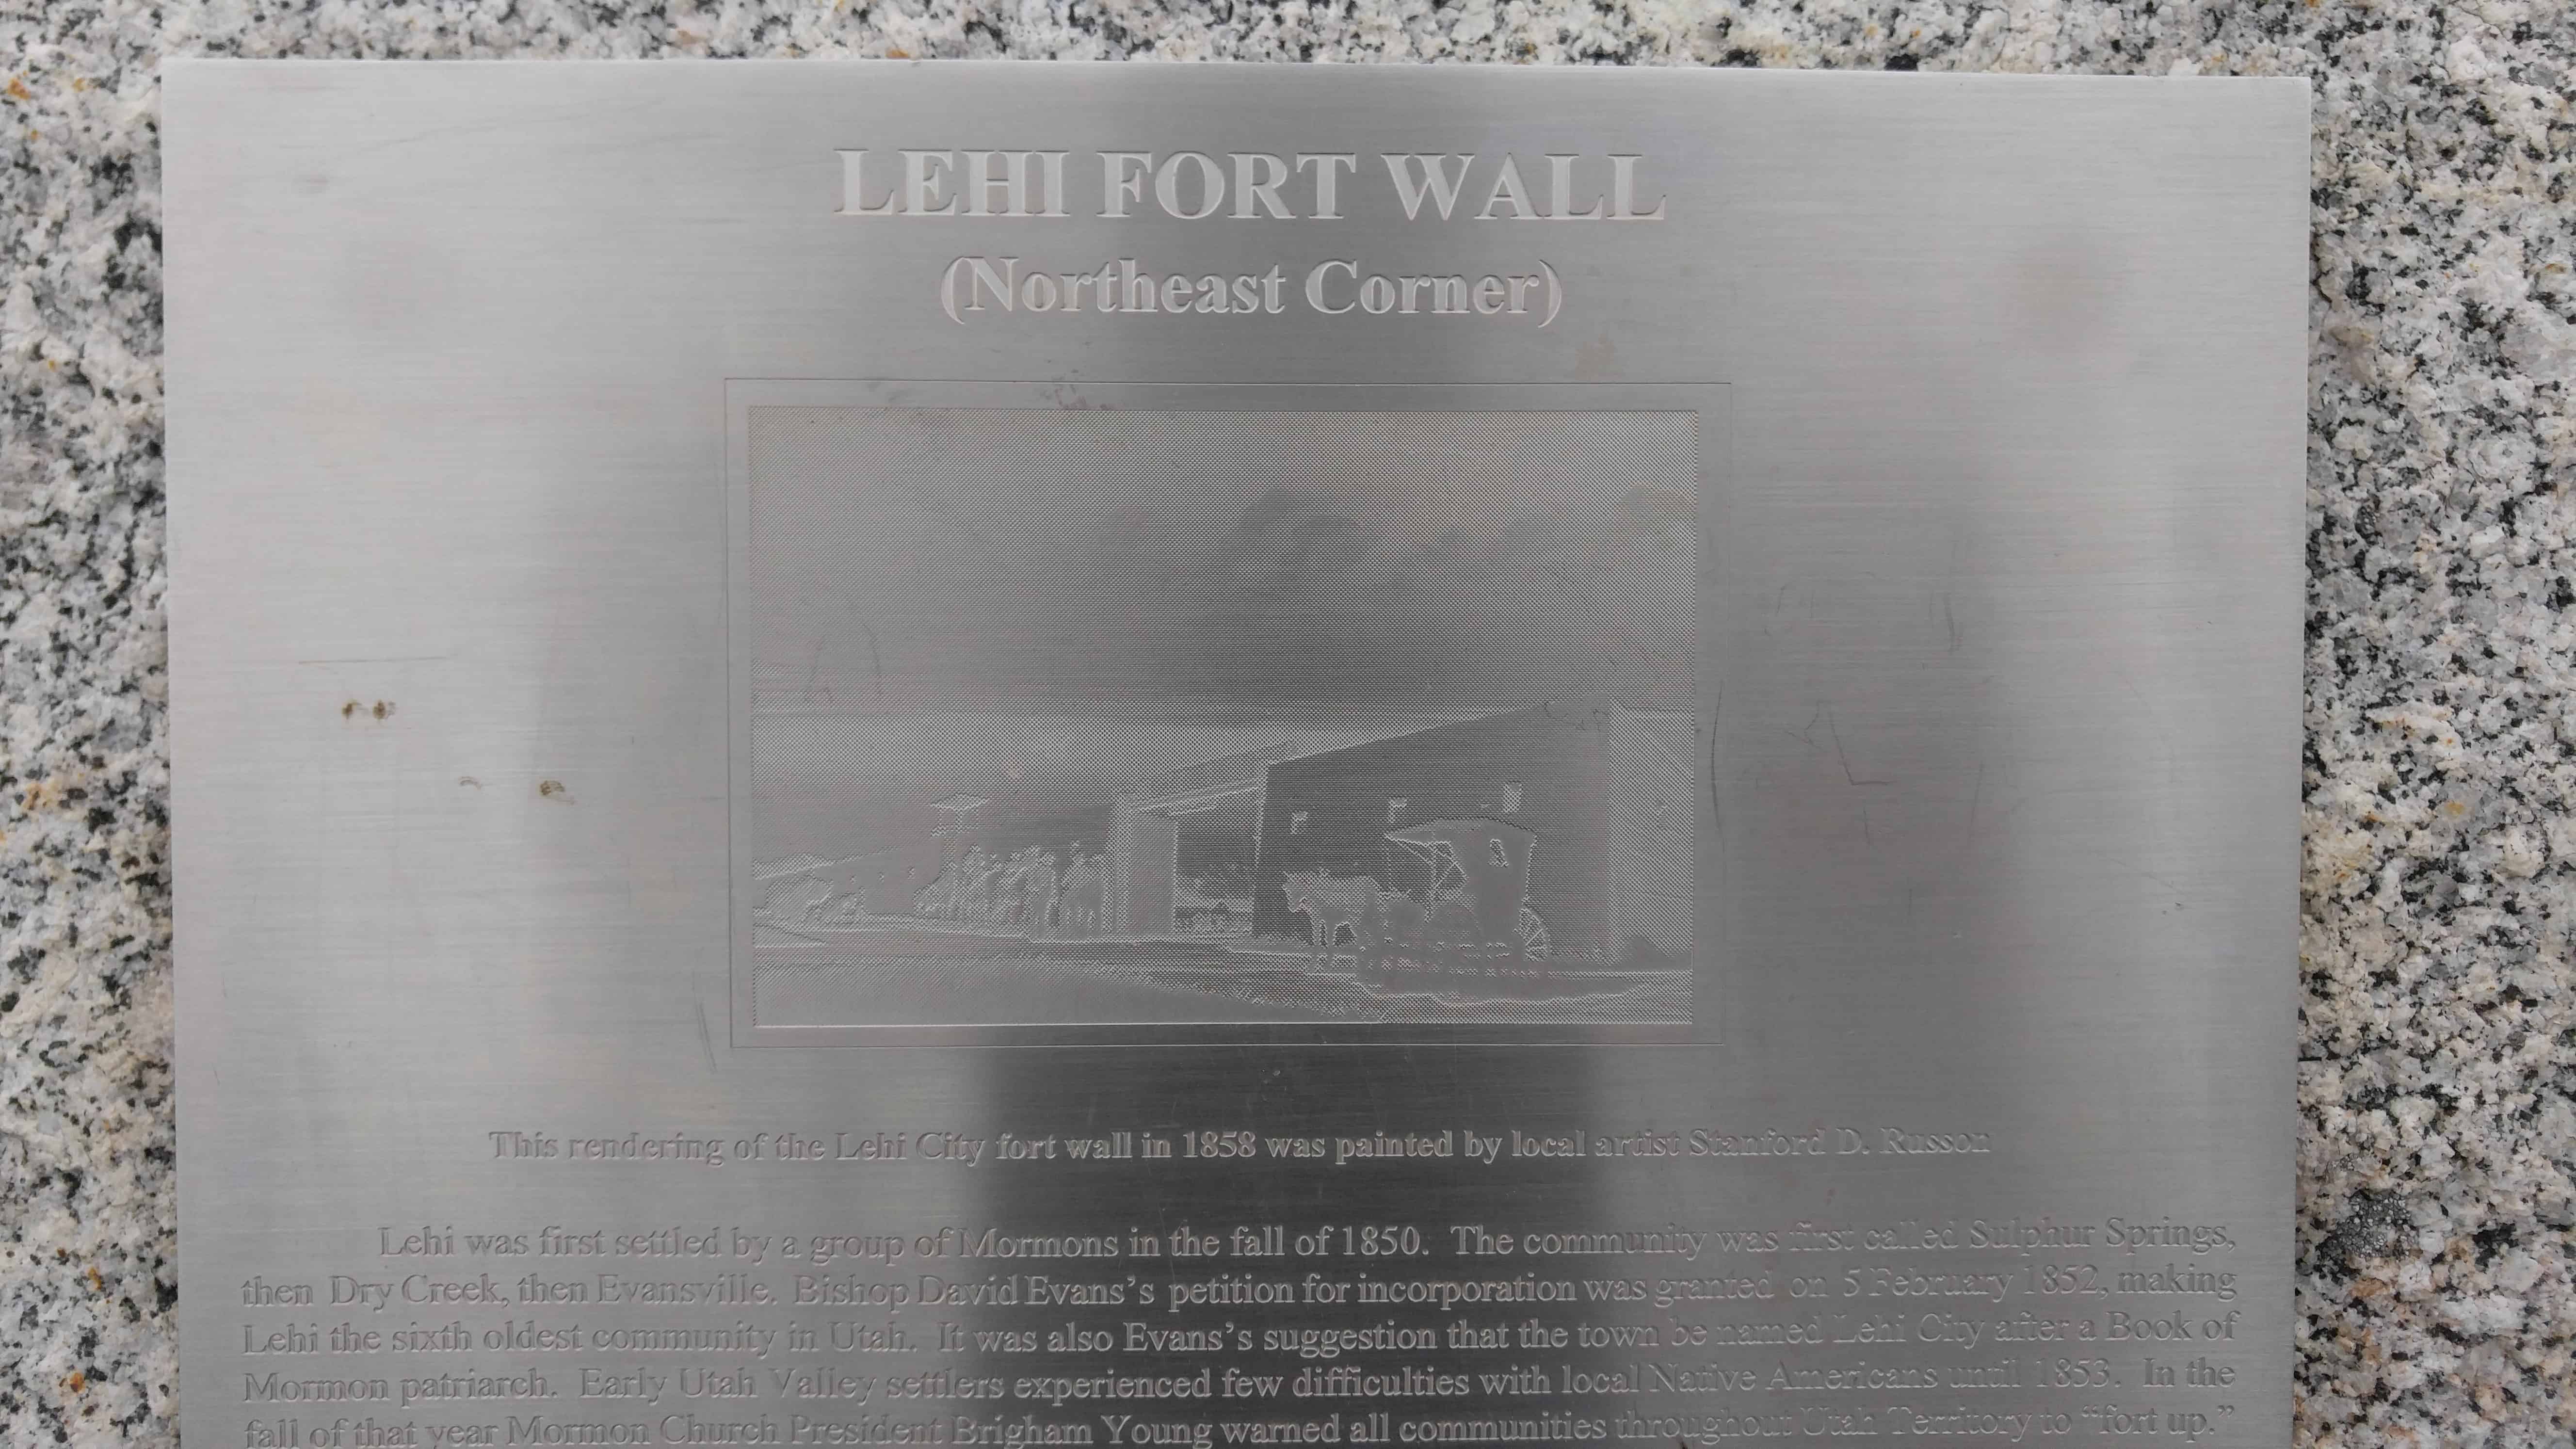 LEHI FORT WALL
(Northeast Corner)
This rendering of the Lehi City fort wall in 1858 was painted by local artist Stanford D. Russon
Lehi was first settled by a group of Mormons in the fall of 1850. The community was first called Sulphur Springs,
then Dry Creek, then Evansville. Bishop David Evans’s petition for incorporation was granted on 5 February 1852, making
Lehi the sixth oldest community in Utah. It was also Evans’s suggestion that the town be named Lehi City after a Book of
Mormon patriarch. Early Utah Valley settlers experienced few difficulties with local Native Americans until 1853. In the
fall of that year Mormon Church President Brigham Young warned all communities throughout Utah Territory to “fort up.”